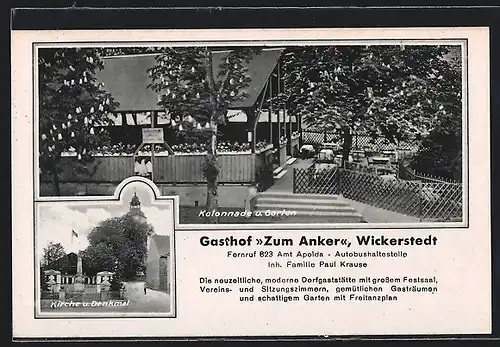 Kolonnade u. Garten
Kirche u. Denkmal
Gasthof »Zum Anker«, Wickerstedt
Fernruf 823 Amt Apolda - Autobushaltestelle
Inh. Familie Paul Krause
Die neuzeitliche, moderne Dorfgaststätte mit großem Festsaal,
Vereins- und Sitzungszimmern, gemütlichen Gasträumen
und schattigem Garten mit Freitanzplan